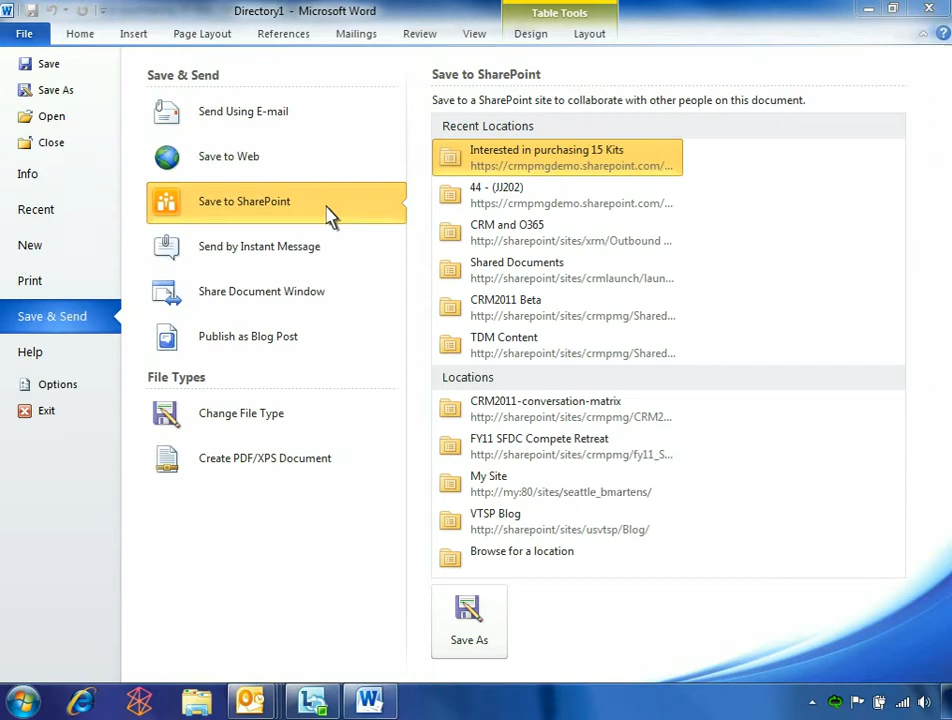 Directory1 - Microsoft Word
Table Tools
File
Home
Insert
Page Layout
References
Mailings
Review
View
Design
Layout
Save
Save As
Open
Close
Info
Recent
New
Print
Save & Send
Help
Options
Exit
Save & Send
Send Using E-mail
Save to Web
Save to SharePoint
Send by Instant Message
Share Document Window
Publish as Blog Post
File Types
Change File Type
Create PDF/XPS Document
Save to SharePoint
Save to a SharePoint site to collaborate with other people on this document.
Recent Locations
Interested in purchasing 15 Kits
https://crmpmgdemo.sharepoint.com/...
44 - (JJ202)
https://crmpmgdemo.sharepoint.com/...
CRM and O365
http://sharepoint/sites/xrm/Outbound ...
Shared Documents
http://sharepoint/sites/crmlaunch/laun...
CRM2011 Beta
http://sharepoint/sites/crmpmg/Shared...
TDM Content
http://sharepoint/sites/crmpmg/Shared...
Locations
CRM2011-conversation-matrix
http://sharepoint/sites/crmpmg/CRM2...
FY11 SFDC Compete Retreat
http://sharepoint/sites/crmpmg/fy11_S...
My Site
http://my:80/sites/seattle_bmartens/
VTSP Blog
http://sharepoint/sites/usvtsp/Blog/
Browse for a location
Save As